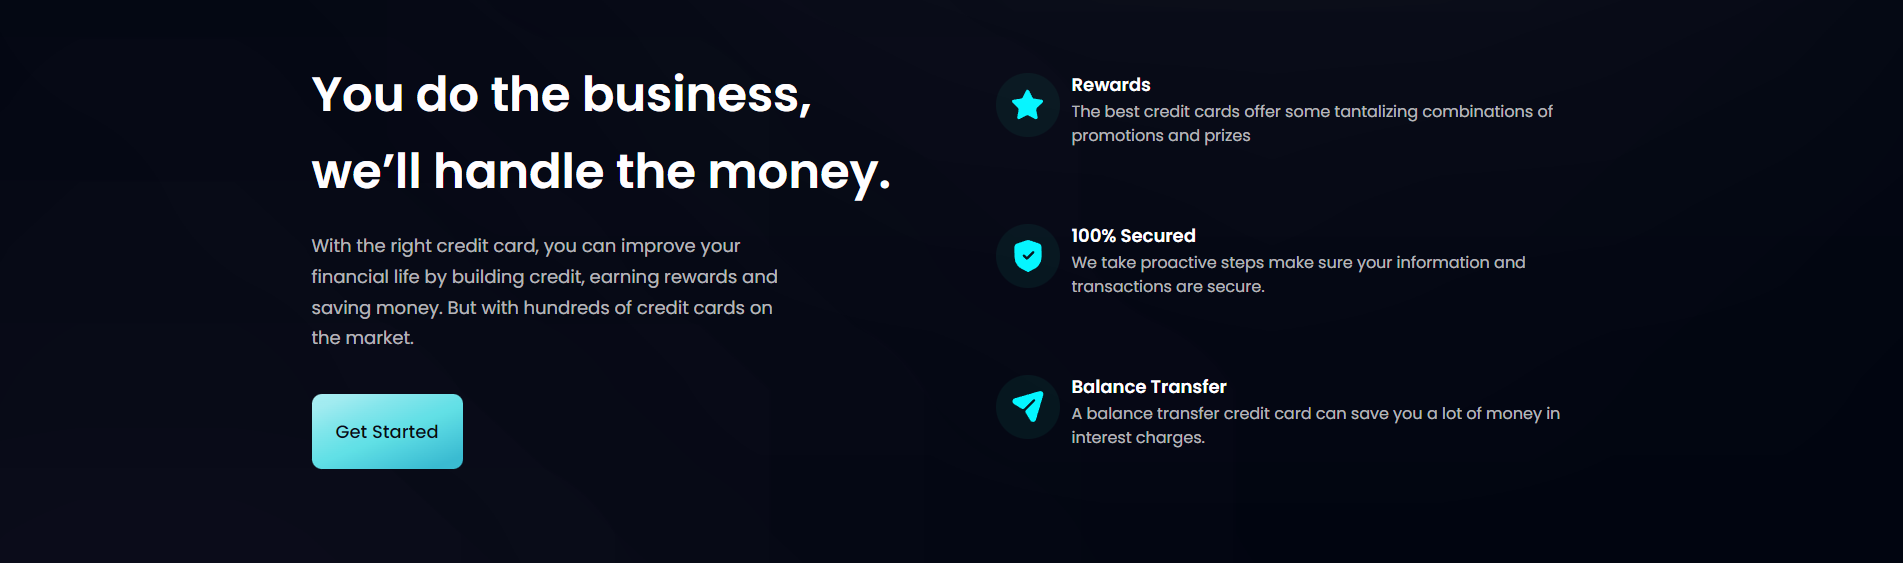 You do the business,
we’ll handle the money.
With the right credit card, you can improve your
financial life by building credit, earning rewards and
saving money. But with hundreds of credit cards on
the market.
Get Started
Rewards
The best credit cards offer some tantalizing combinations of
promotions and prizes
100% Secured
We take proactive steps make sure your information and
transactions are secure.
Balance Transfer
A balance transfer credit card can save you a lot of money in
interest charges.